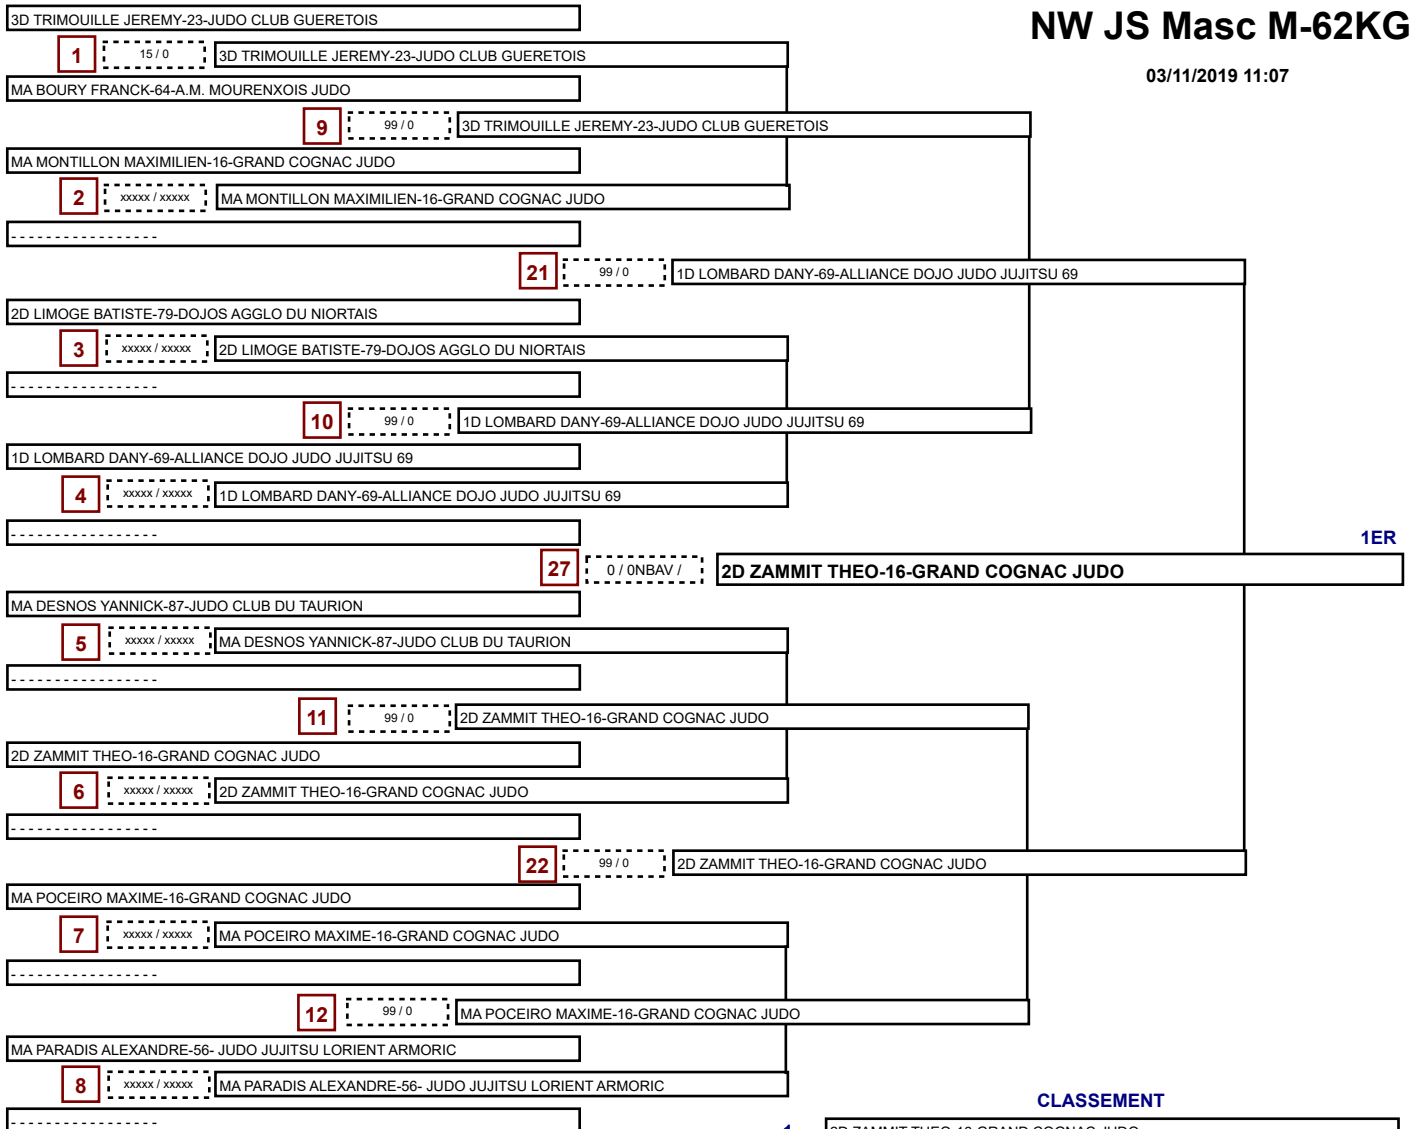 3D TRIMOUILLE JEREMY-23-JUDO CLUB GUERETOIS
NW JS Masc M-62KG
1 15 / 0 3D TRIMOUILLE JEREMY-23-JUDO CLUB GUERETOIS
03/11/2019 11:07
MA BOURY FRANCK-64-A.M. MOURENXOIS JUDO
9 99 / 0 3D TRIMOUILLE JEREMY-23-JUDO CLUB GUERETOIS
MA MONTILLON MAXIMILIEN-16-GRAND COGNAC JUDO
2 xxxxx / xxxxx MA MONTILLON MAXIMILIEN-16-GRAND COGNAC JUDO
- - - - - - - - - - - - - - - - -
21 99 / 0 1D LOMBARD DANY-69-ALLIANCE DOJO JUDO JUJITSU 69
2D LIMOGE BATISTE-79-DOJOS AGGLO DU NIORTAIS
3 xxxxx / xxxxx 2D LIMOGE BATISTE-79-DOJOS AGGLO DU NIORTAIS
- - - - - - - - - - - - - - - - -
10 99 / 0 1D LOMBARD DANY-69-ALLIANCE DOJO JUDO JUJITSU 69
1D LOMBARD DANY-69-ALLIANCE DOJO JUDO JUJITSU 69
4 xxxxx / xxxxx 1D LOMBARD DANY-69-ALLIANCE DOJO JUDO JUJITSU 69
- - - - - - - - - - - - - - - - -
1ER
27 0 / 0NBAV / 2D ZAMMIT THEO-16-GRAND COGNAC JUDO
MA DESNOS YANNICK-87-JUDO CLUB DU TAURION
5 xxxxx / xxxxx MA DESNOS YANNICK-87-JUDO CLUB DU TAURION
- - - - - - - - - - - - - - - - -
11 99 / 0 2D ZAMMIT THEO-16-GRAND COGNAC JUDO
2D ZAMMIT THEO-16-GRAND COGNAC JUDO
6 xxxxx / xxxxx 2D ZAMMIT THEO-16-GRAND COGNAC JUDO
- - - - - - - - - - - - - - - - -
22 99 / 0 2D ZAMMIT THEO-16-GRAND COGNAC JUDO
MA POCEIRO MAXIME-16-GRAND COGNAC JUDO
7 xxxxx / xxxxx MA POCEIRO MAXIME-16-GRAND COGNAC JUDO
- - - - - - - - - - - - - - - - -
12 99 / 0 MA POCEIRO MAXIME-16-GRAND COGNAC JUDO
MA PARADIS ALEXANDRE-56- JUDO JUJITSU LORIENT ARMORIC
8 xxxxx / xxxxx MA PARADIS ALEXANDRE-56- JUDO JUJITSU LORIENT ARMORIC
CLASSEMENT
- - - - - - - - - - - - - - - - -
1 2D ZAMMIT THEO-16-GRAND COGNAC JUDO